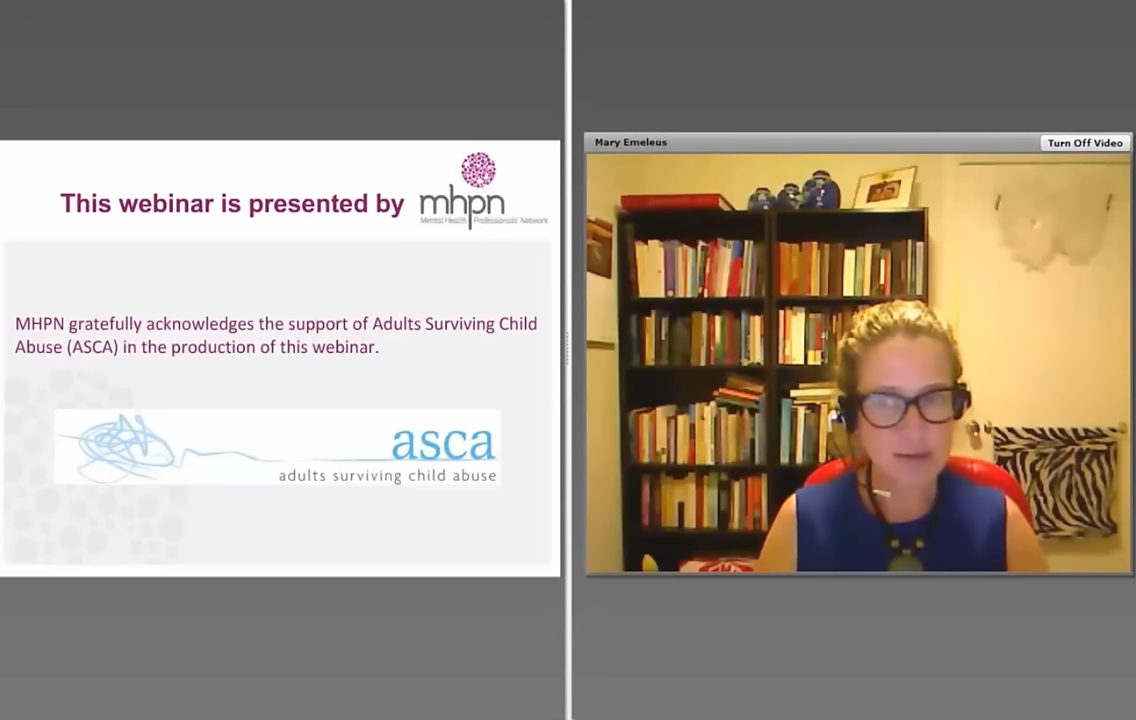 This webinar is presented by
mhpn
Mental Health Professionals' Network
MHPN gratefully acknowledges the support of Adults Surviving Child
Abuse (ASCA) in the production of this webinar.
asca
adults surviving child abuse
Mary Emeleus
Turn Off Video